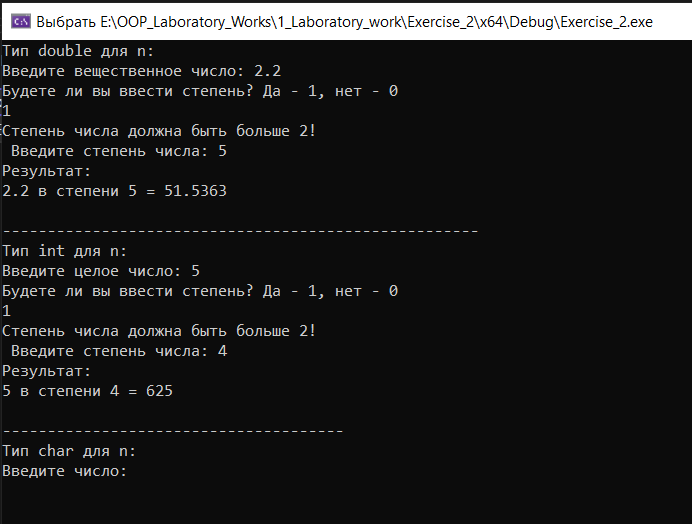 Выбрать E:\OOP_Laboratory_Works\1_Laboratory_work\Exercise_2\x64\Debug\Exercise_2.exe
Тип double для n:
Введите вещественное число: 2.2
Будете ли вы ввести степень? Да - 1, нет - 0
1
Степень числа должна быть больше 2!
 Введите степень числа: 5
Результат:
2.2 в степени 5 = 51.5363
-----------------------------------------------------
Тип int для n:
Введите целое число: 5
Будете ли вы ввести степень? Да - 1, нет - 0
1
Степень числа должна быть больше 2!
 Введите степень числа: 4
Результат:
5 в степени 4 = 625
--------------------------------------
Тип char для n:
Введите число: